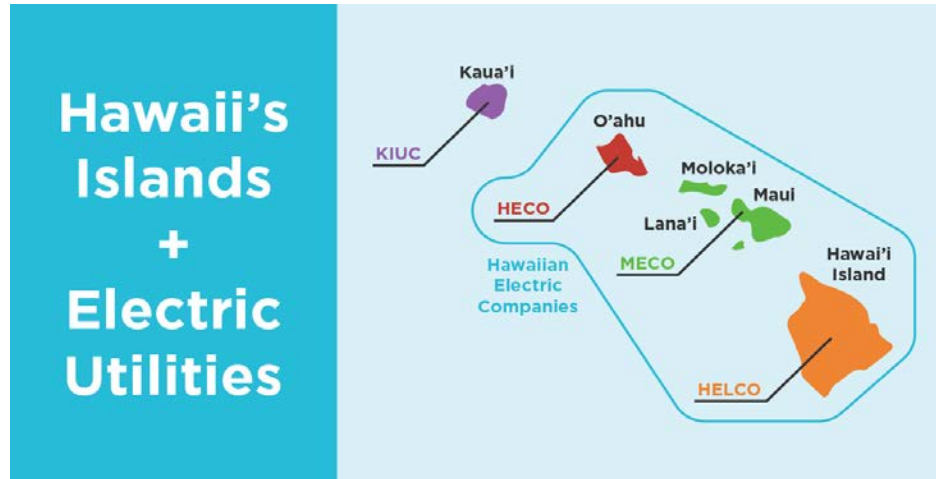 Hawaii's
Islands
+
Electric
Utilities
Kaua'i
KIUC
O'ahu
HECO
Moloka'i
Maui
Lana'i
MECO
Hawaiian
Electric
Companies
Hawai'i
Island
HELCO